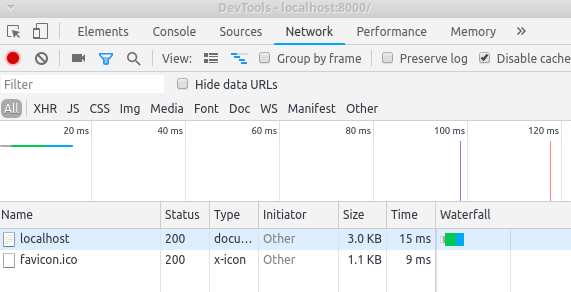 DevTools - localhost:8000/
Elements Console Sources Network Performance Memory »
View: Group by frame Preserve log Disable cache
Filter Hide data URLs
All XHR JS CSS Img Media Font Doc WS Manifest Other
20 ms 40 ms 60 ms 80 ms 100 ms 120 ms
Name Status Type Initiator Size Time Waterfall
localhost 200 docu... Other 3.0 KB 15 ms
favicon.ico 200 x-icon Other 1.1 KB 9 ms